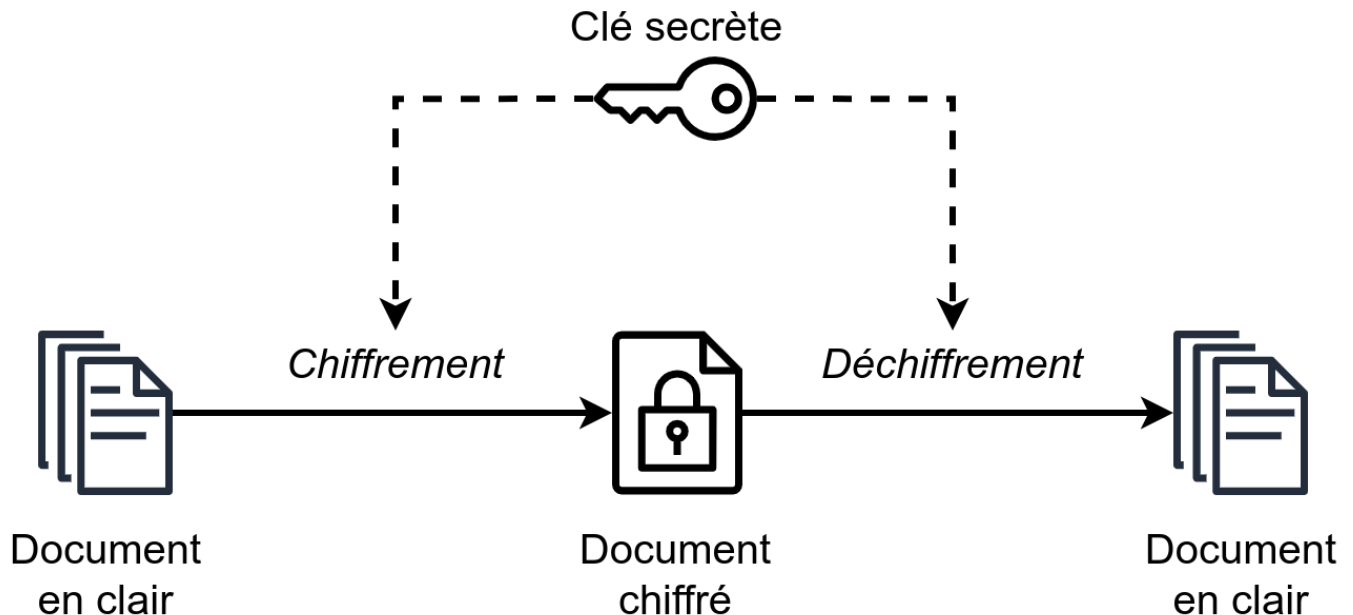 Clé secrète
Chiffrement
Déchiffrement
Document
en clair
Document
chiffré
Document
en clair